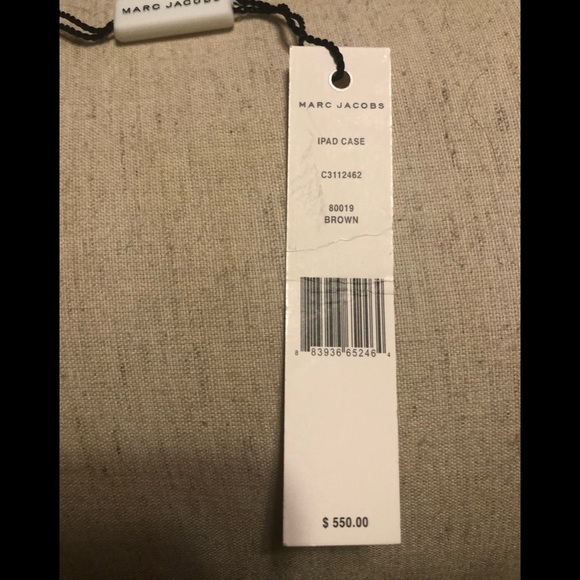 MARC JACOBS
MARC JACOBS
IPAD CASE
C3112462
80019
BROWN
8 83936 65246 4
$ 550.00